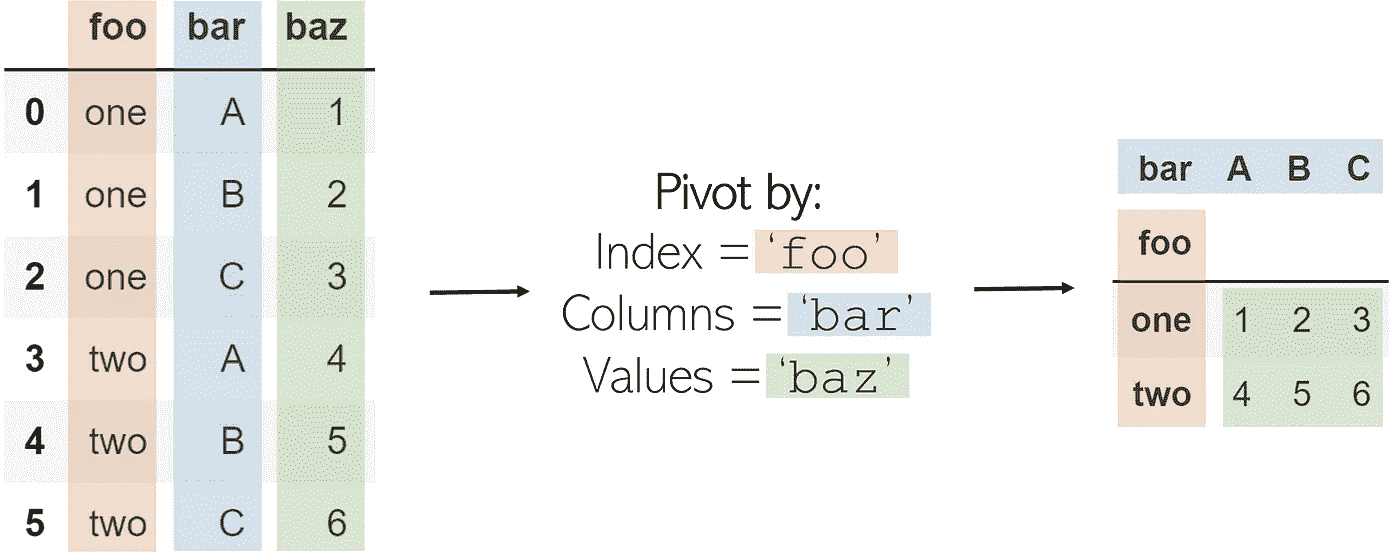 foo bar baz
0 one A 1
1 one B 2
2 one C 3
3 two A 4
4 two B 5
5 two C 6
Pivot by:
Index = ‘foo’
Columns = ‘bar’
Values = ‘baz’
bar A B C
foo
one 1 2 3
two 4 5 6